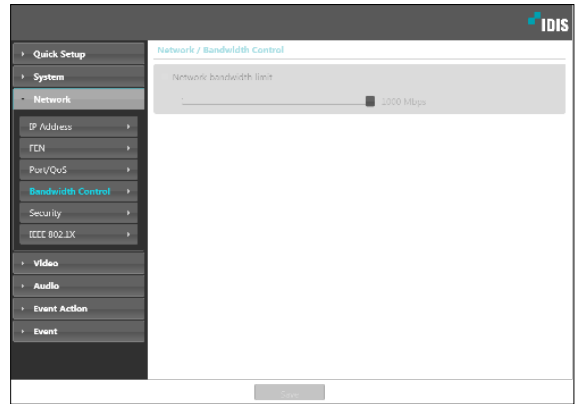 IDIS
Quick Setup
System
Network
IP Address
FEN
Port/QoS
Bandwidth Control
Security
IEEE 802.1X
Video
Audio
Event Action
Event
Network / Bandwidth Control
Network bandwidth limit
1000 Mbps
Save